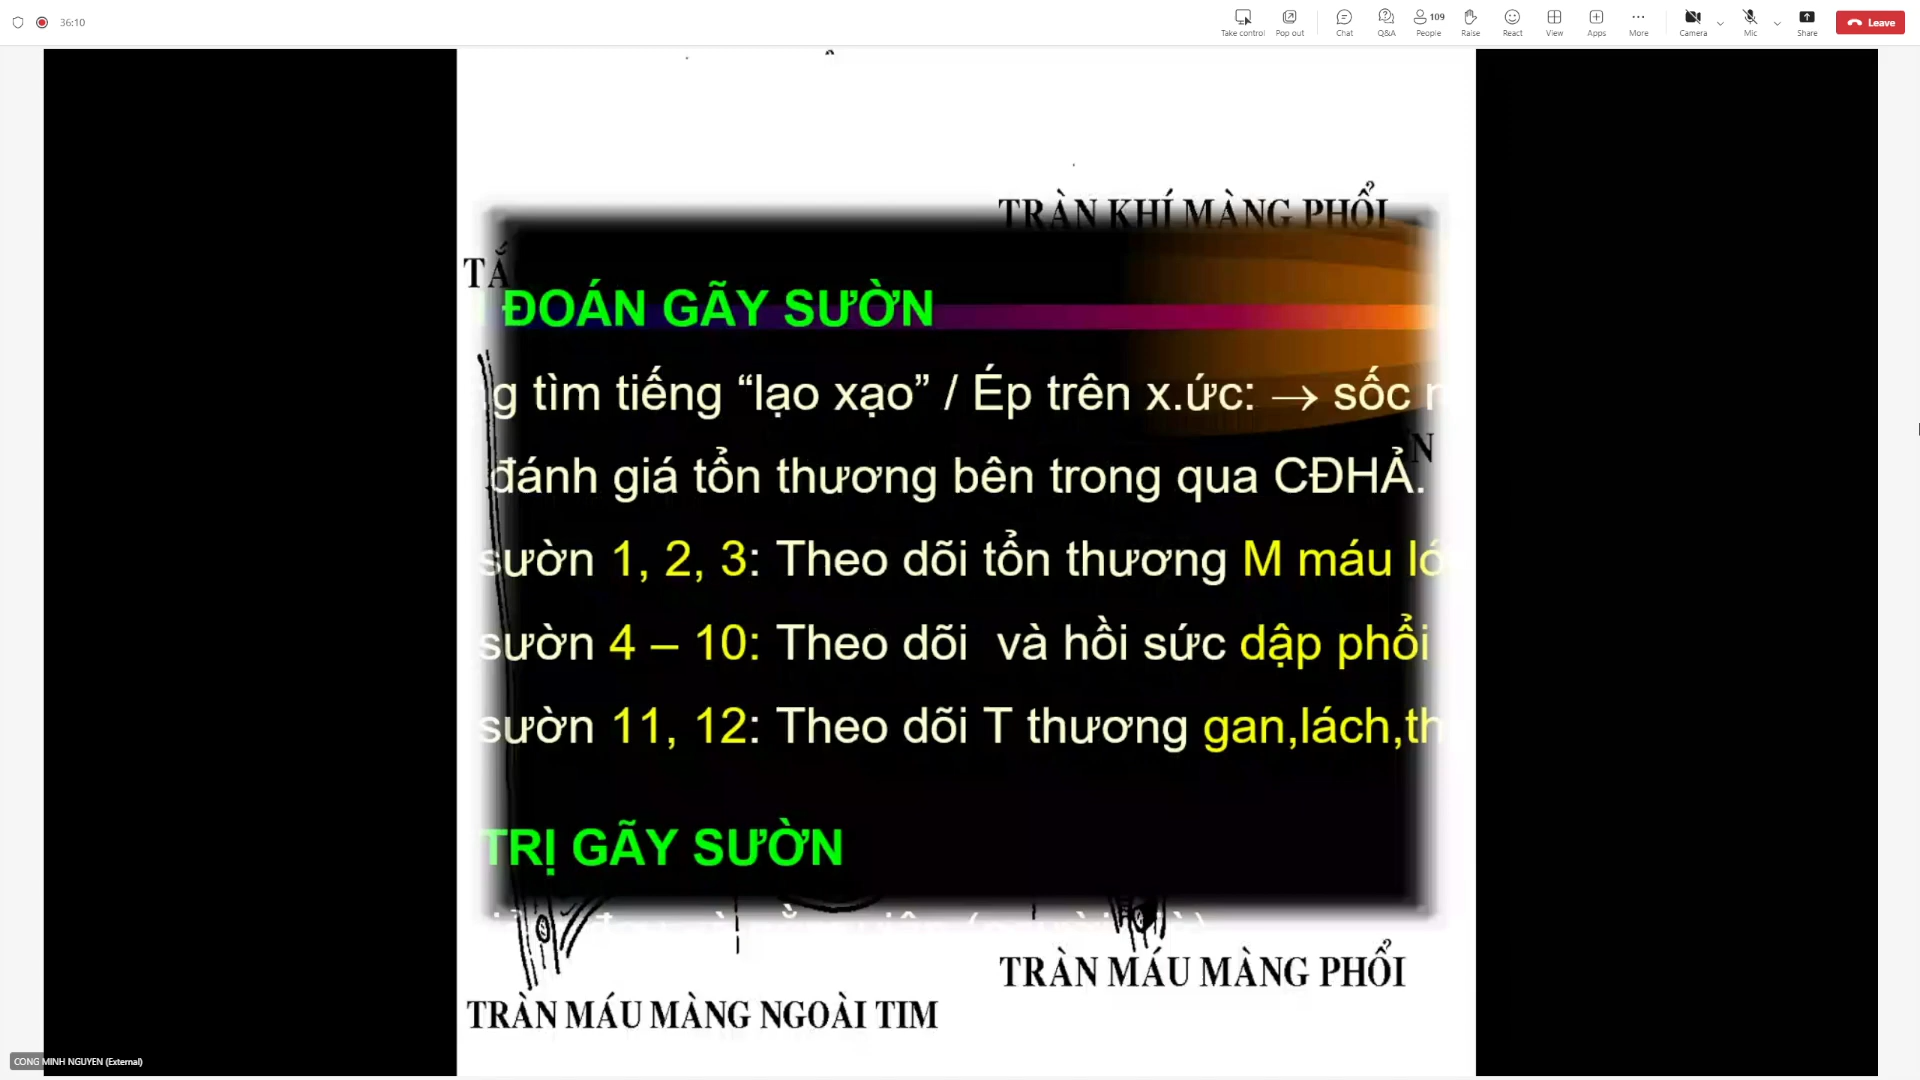 36:10
Take control
Pop out
Chat
Q&A
109
People
Raise
React
View
Apps
More
Camera
Mic
Share
Leave
TRÀN KHÍ MÀNG PHỔI
ĐOÁN GÃY SƯỜN
tìm tiếng “lạo xạo” / Ép trên x.ức: → sốc
đánh giá tổn thương bên trong qua CĐHẢ.
sườn 1, 2, 3: Theo dõi tổn thương M máu
sườn 4 – 10: Theo dõi và hồi sức dập phổi
sườn 11, 12: Theo dõi T thương gan,lách,
TRỊ GÃY SƯỜN
TRÀN MÁU MÀNG PHỔI
TRÀN MÁU MÀNG NGOÀI TIM
CONG MINH NGUYEN (External)